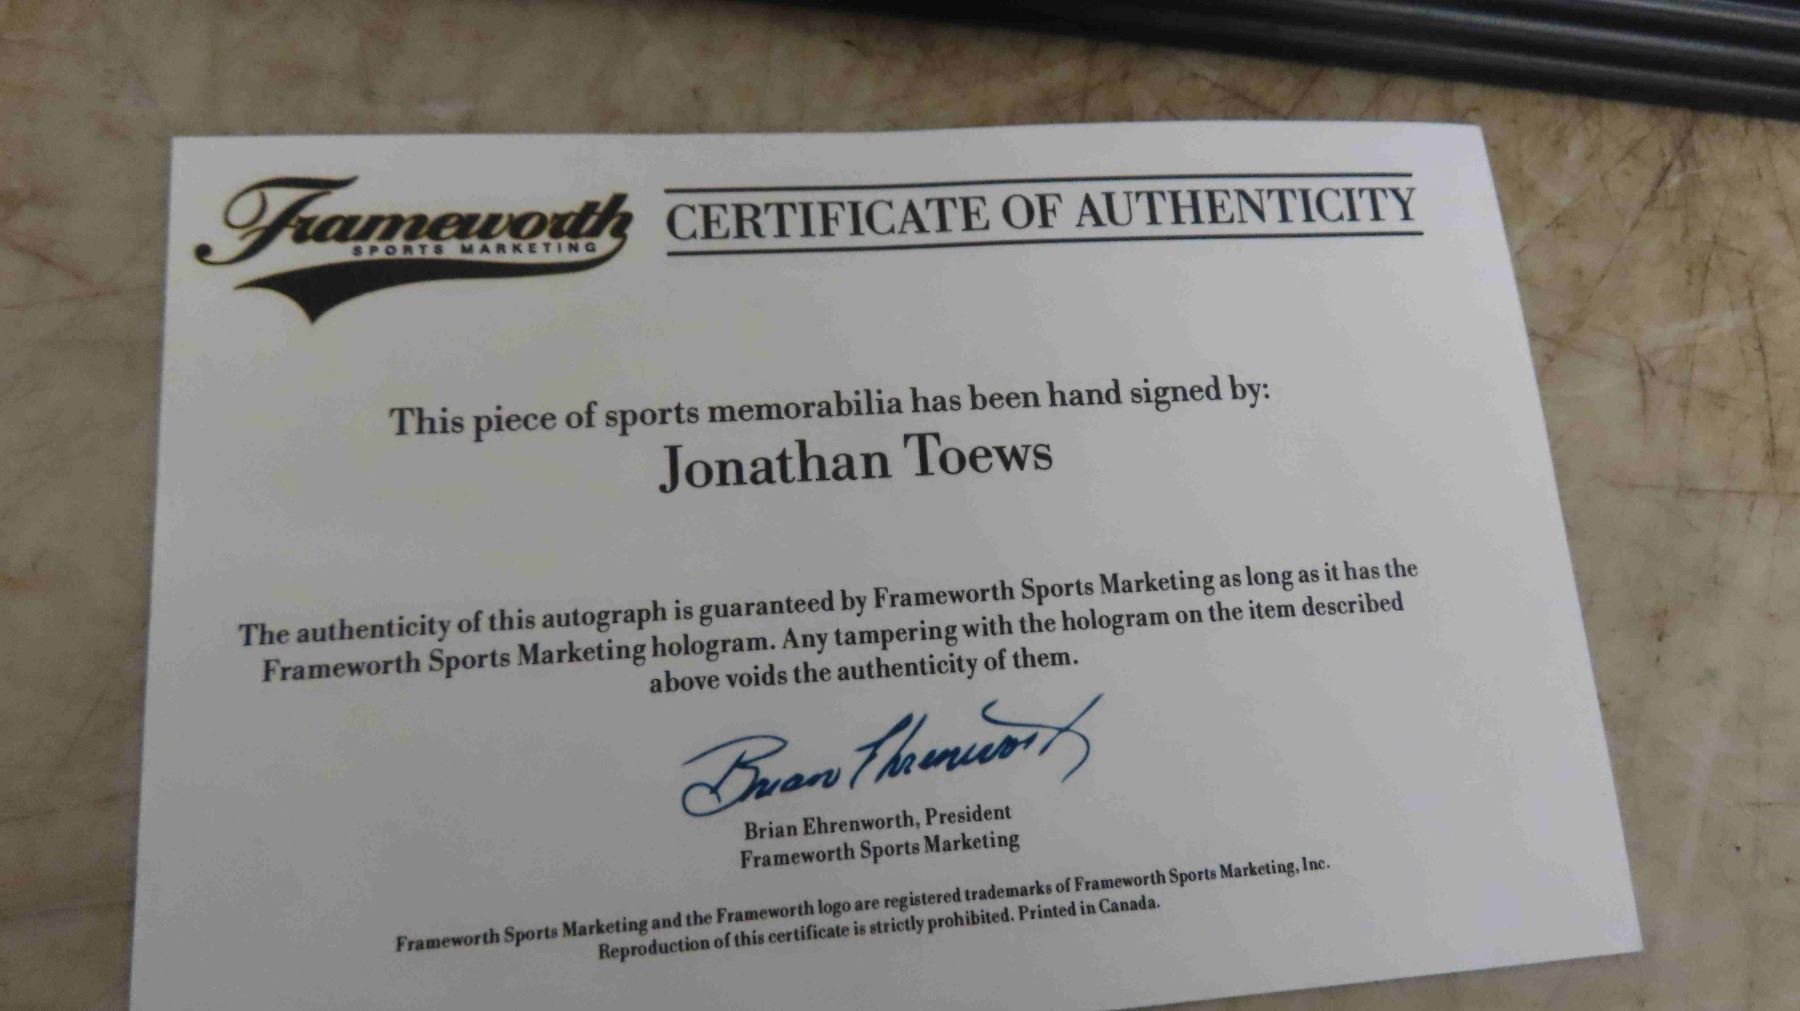 Frameworth
SPORTS MARKETING
CERTIFICATE OF AUTHENTICITY
This piece of sports memorabilia has been hand signed by:
Jonathan Toews
The authenticity of this autograph is guaranteed by Frameworth Sports Marketing as long as it has the
Frameworth Sports Marketing hologram. Any tampering with the hologram on the item described
above voids the authenticity of them.
Brian Ehrenworth
Brian Ehrenworth, President
Frameworth Sports Marketing
Frameworth Sports Marketing and the Frameworth logo are registered trademarks of Frameworth Sports Marketing, Inc.
Reproduction of this certificate is strictly prohibited. Printed in Canada.